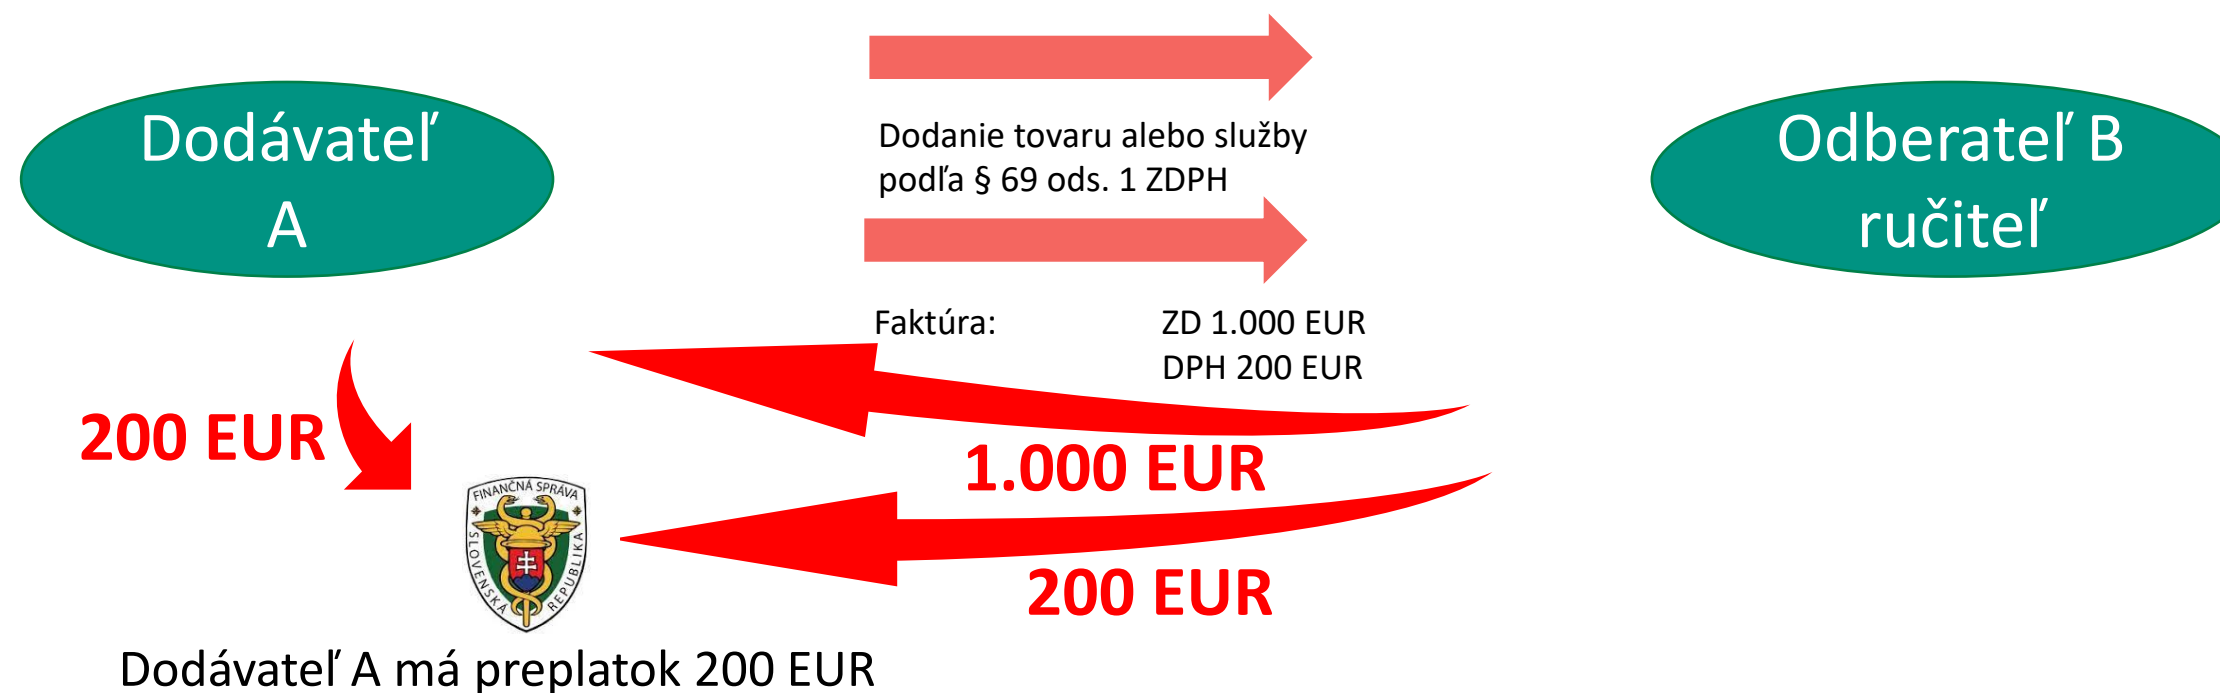 Dodávateľ
A
Dodanie tovaru alebo služby
podľa § 69 ods. 1 ZDPH
Odberateľ B
ručiteľ
Faktúra: ZD 1.000 EUR
DPH 200 EUR
200 EUR
1.000 EUR
200 EUR
FINANČNÁ SPRÁVA
SLOVENSKÁ REPUBLIKA
Dodávateľ A má preplatok 200 EUR